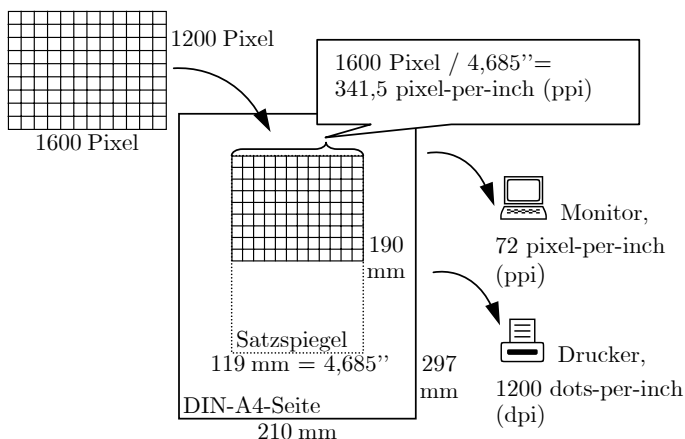 1200 Pixel
1600 Pixel
1600 Pixel / 4,685’’=
341,5 pixel-per-inch (ppi)
190
mm
Satzspiegel
119 mm = 4,685’’
297
mm
DIN-A4-Seite
210 mm
Monitor,
72 pixel-per-inch
(ppi)
Drucker,
1200 dots-per-inch
(dpi)